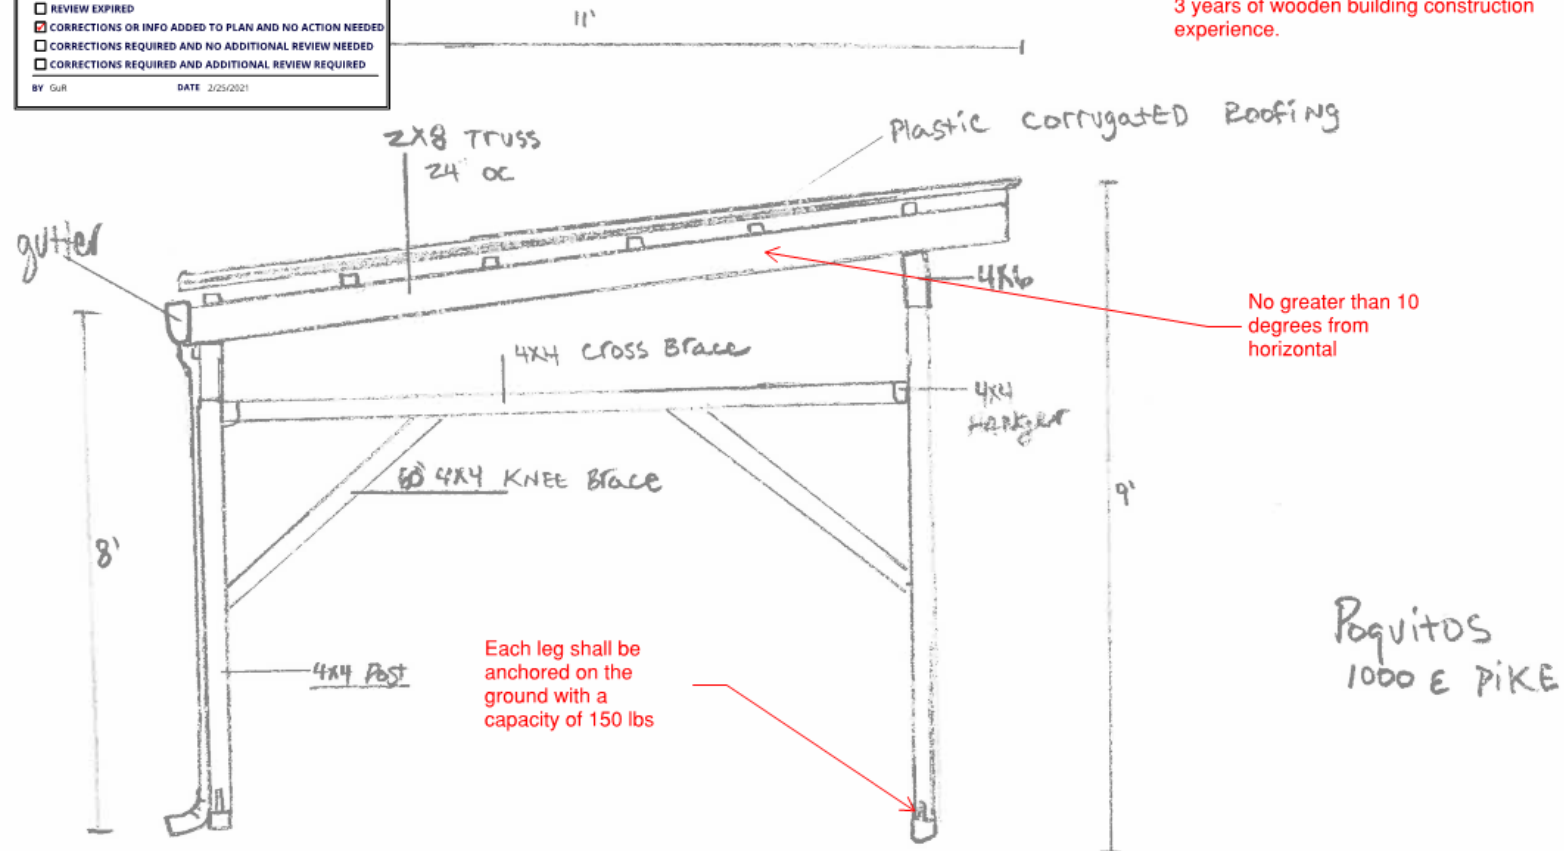 REVIEW EXPIRED
CORRECTIONS OR INFO ADDED TO PLAN AND NO ACTION NEEDED
CORRECTIONS REQUIRED AND NO ADDITIONAL REVIEW NEEDED
CORRECTIONS REQUIRED AND ADDITIONAL REVIEW REQUIRED
BY GuR DATE 2/25/2021
11'
3 years of wooden building construction
experience.
2X8 Truss
24" OC
Plastic corrugatED Roofing
gutter
4X6
No greater than 10
degrees from
horizontal
4X4 Cross Brace
4x4
4X4 KNEE Brace
9'
8'
Each leg shall be
anchored on the
ground with a
capacity of 150 lbs
4x4 Post
Poquitos
1000 E PiKE